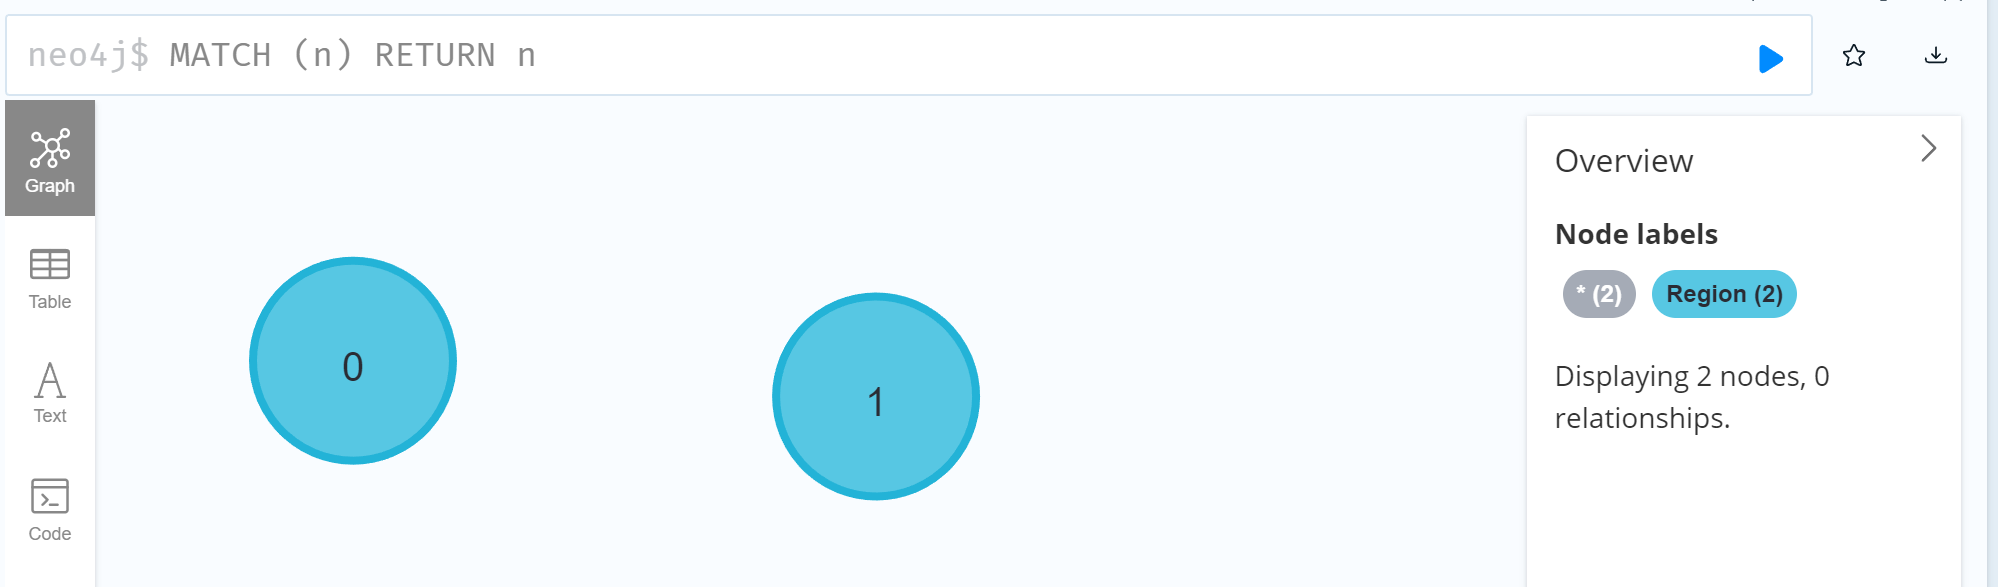 neo4j$ MATCH (n) RETURN n
Graph
Table
Text
Code
0
1
Overview
Node labels
* (2) Region (2)
Displaying 2 nodes, 0
relationships.